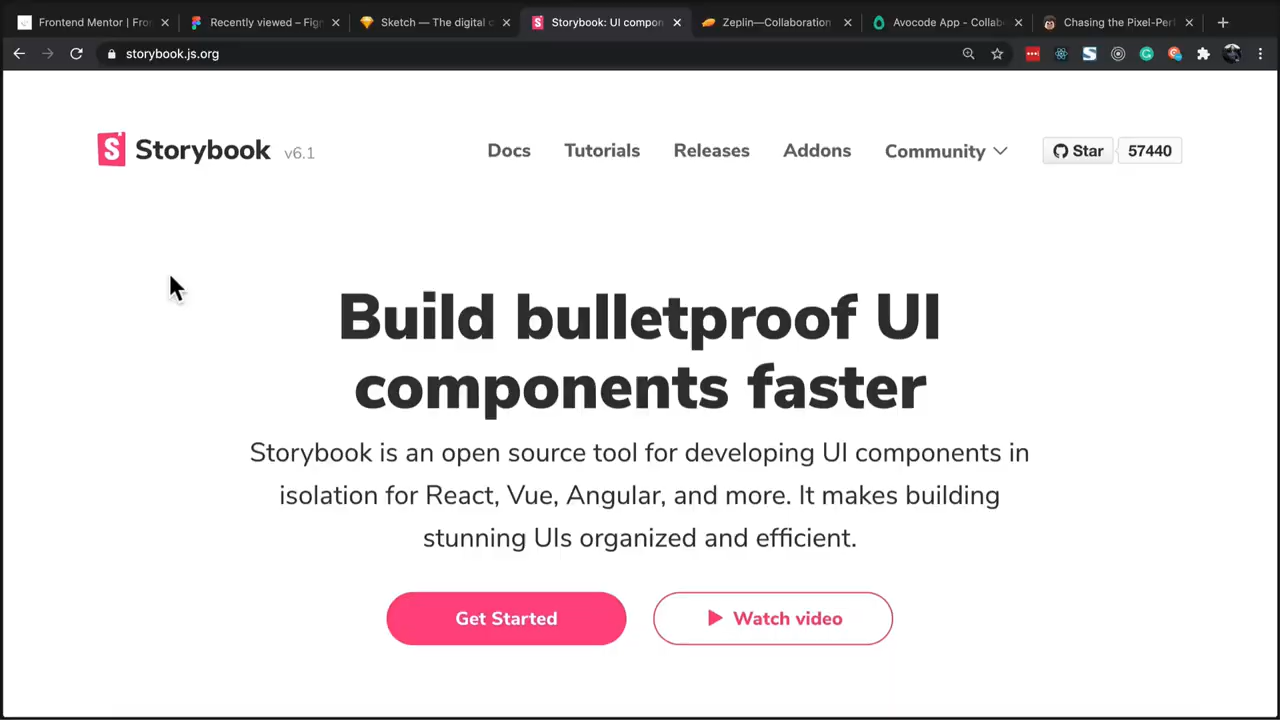 Frontend Mentor | Fron
Recently viewed – Fig
Sketch — The digital c
Storybook: UI compon
Zeplin—Collaboration
Avocode App - Collab
Chasing the Pixel-Perf
storybook.js.org
S Storybook v6.1
Docs Tutorials Releases Addons Community
Star 57440
Build bulletproof UI
components faster
Storybook is an open source tool for developing UI components in
isolation for React, Vue, Angular, and more. It makes building
stunning UIs organized and efficient.
Get Started
Watch video